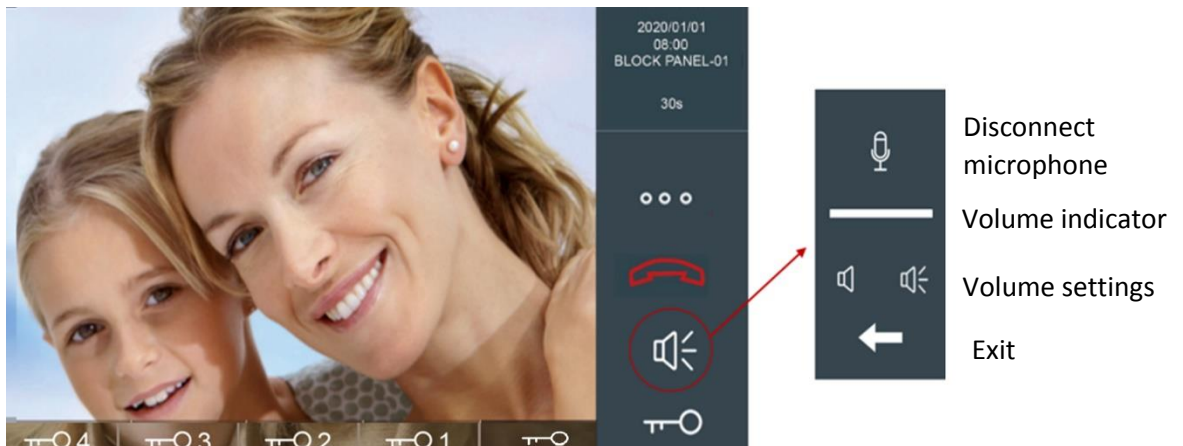 2020/01/01
08:00
BLOCK PANEL-01
30s
Disconnect
microphone
Volume indicator
Volume settings
Exit
4 3 2 1